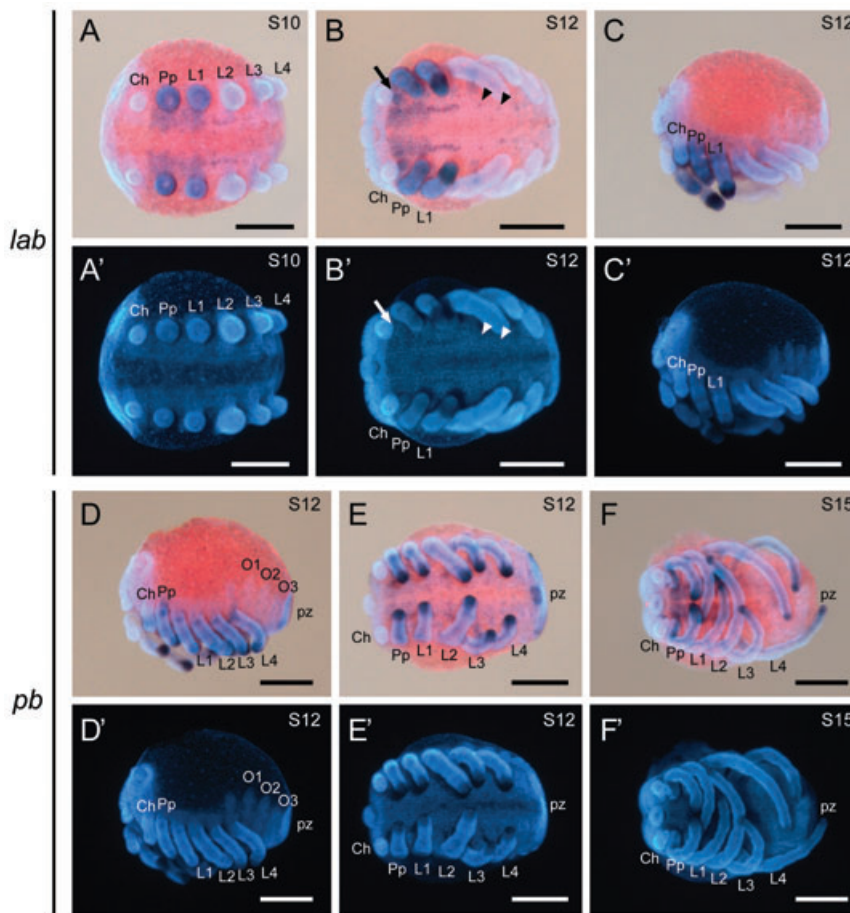 lab
A
S10
Ch Pp L1 L2 L3 L4
B
S12
Ch Pp L1
C
S12
Ch Pp L1
A'
S10
Ch Pp L1 L2 L3 L4
B'
S12
Ch Pp L1
C'
S12
Ch Pp L1
pb
D
S12
O1 O2 O3
Ch Pp
pz
L1 L2 L3 L4
E
S12
pz
Ch Pp L1 L2 L3 L4
F
S15
pz
Ch Pp L1 L2 L4
D'
S12
O1 O2 O3
Ch Pp
pz
L1 L2 L3 L4
E'
S12
pz
Ch Pp L1 L2 L3 L4
F'
S15
pz
Ch Pp L1 L2 L3 L4